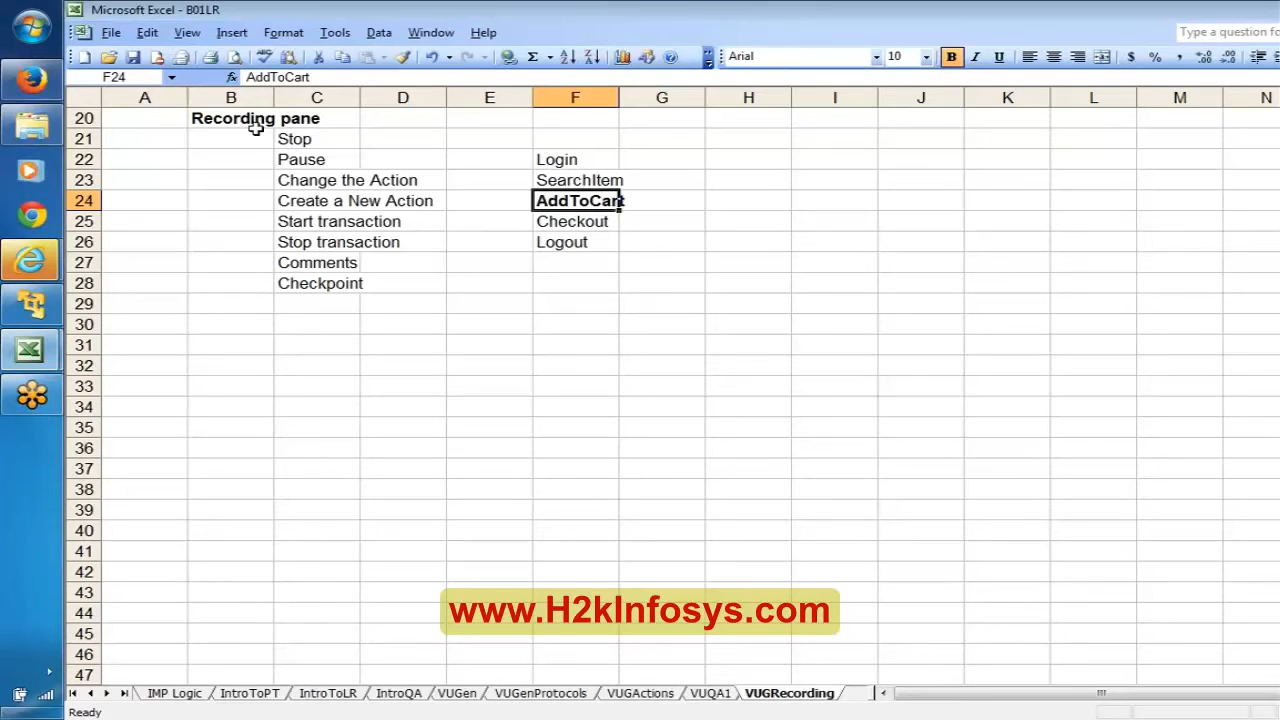 Microsoft Excel - B01LR
File Edit View Insert Format Tools Data Window Help
Type a question fo
Arial 10 B I U $ %
F24 fx AddToCart
A B C D E F G H I J K L M N
20 Recording pane
21 Stop
22 Pause Login
23 Change the Action SearchItem
24 Create a New Action AddToCart
25 Start transaction Checkout
26 Stop transaction Logout
27 Comments
28 Checkpoint
29
30
31
32
33
34
35
36
37
38
39
40
41
42
43
44
45
46
47
www.H2kInfosys.com
IMP Logic IntroToPT IntroToLR IntroQA VUGen VUGenProtocols VUGActions VUQA1 VUGRecording
Ready